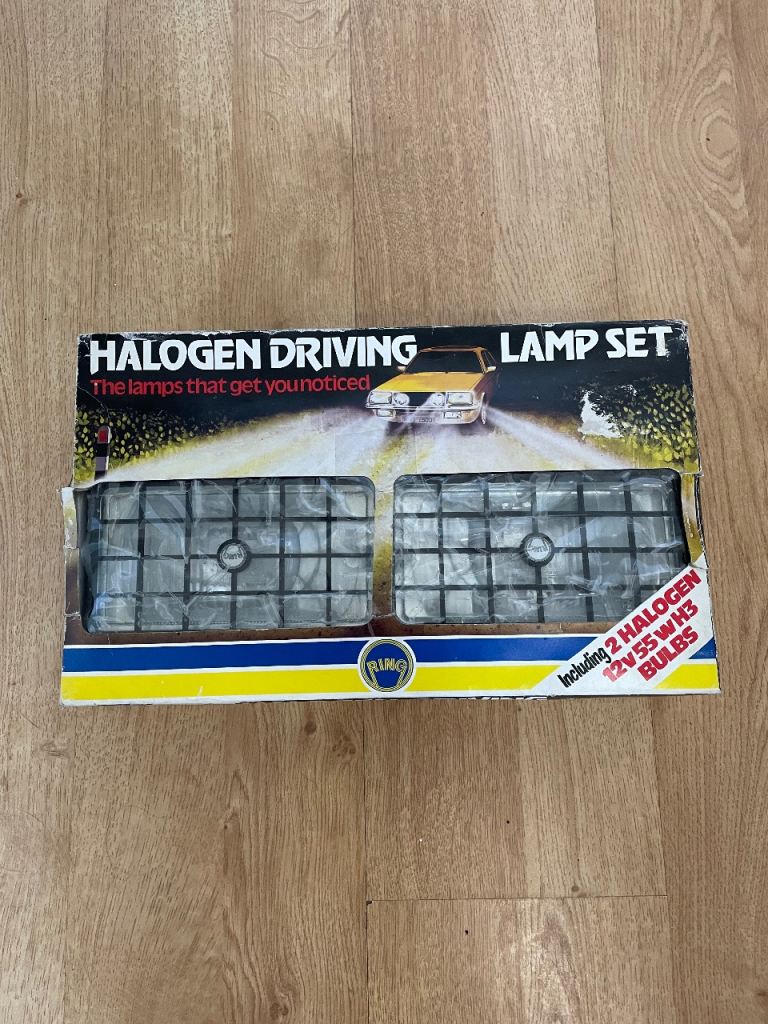 HALOGEN DRIVING LAMP SET
The lamps that get you noticed
RING
Including 2 HALOGEN
12v 55w H3
BULBS